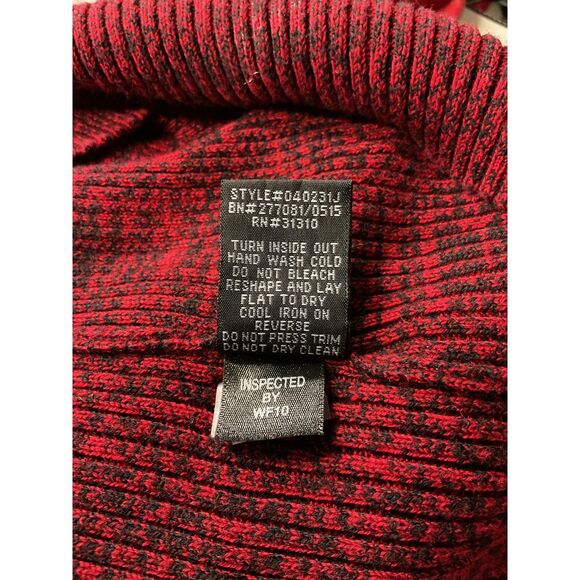 STYLE#040231J
BN#277081/0515
RN#31310
TURN INSIDE OUT
HAND WASH COLD
DO NOT BLEACH
RESHAPE AND LAY
FLAT TO DRY
COOL IRON ON
REVERSE
DO NOT PRESS TRIM
DO NOT DRY CLEAN
INSPECTED
BY
WF10